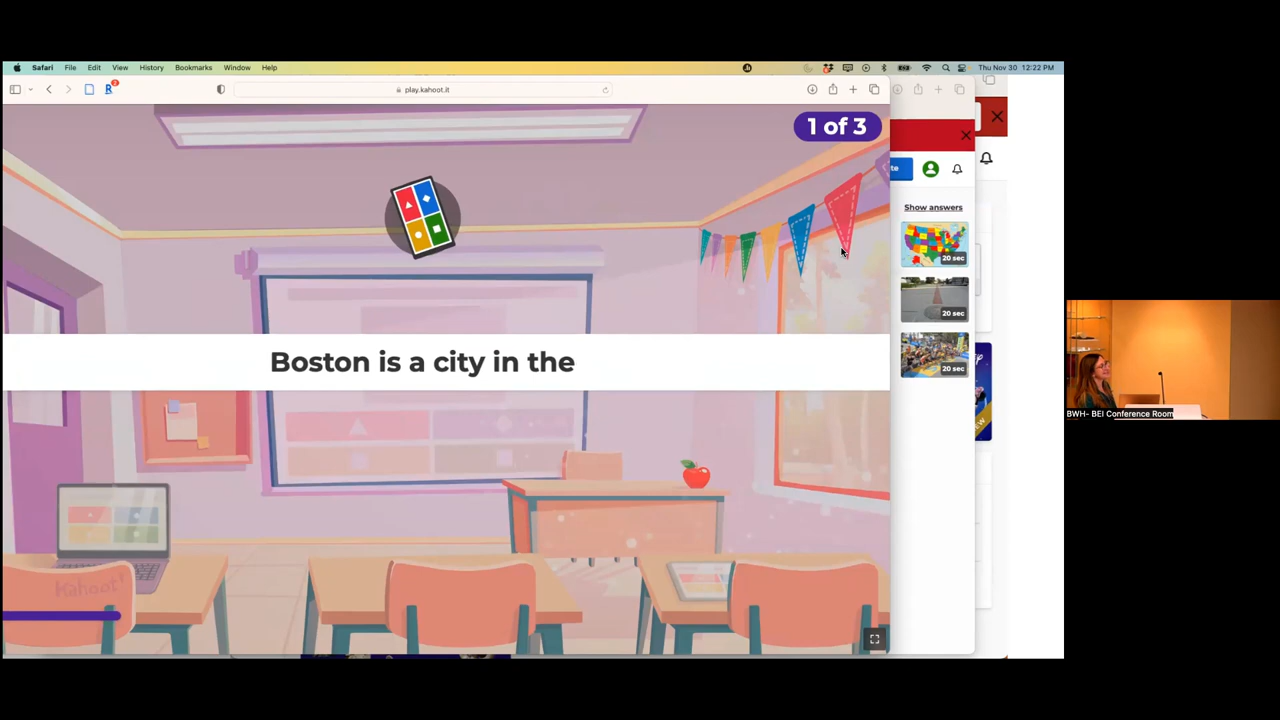 Safari File Edit View History Bookmarks Window Help Thu Nov 30 12:22 PM
play.kahoot.it
1 of 3
Show answers
20 sec
20 sec
20 sec
Boston is a city in the
Kahoot!
BWH- BEI Conference Room